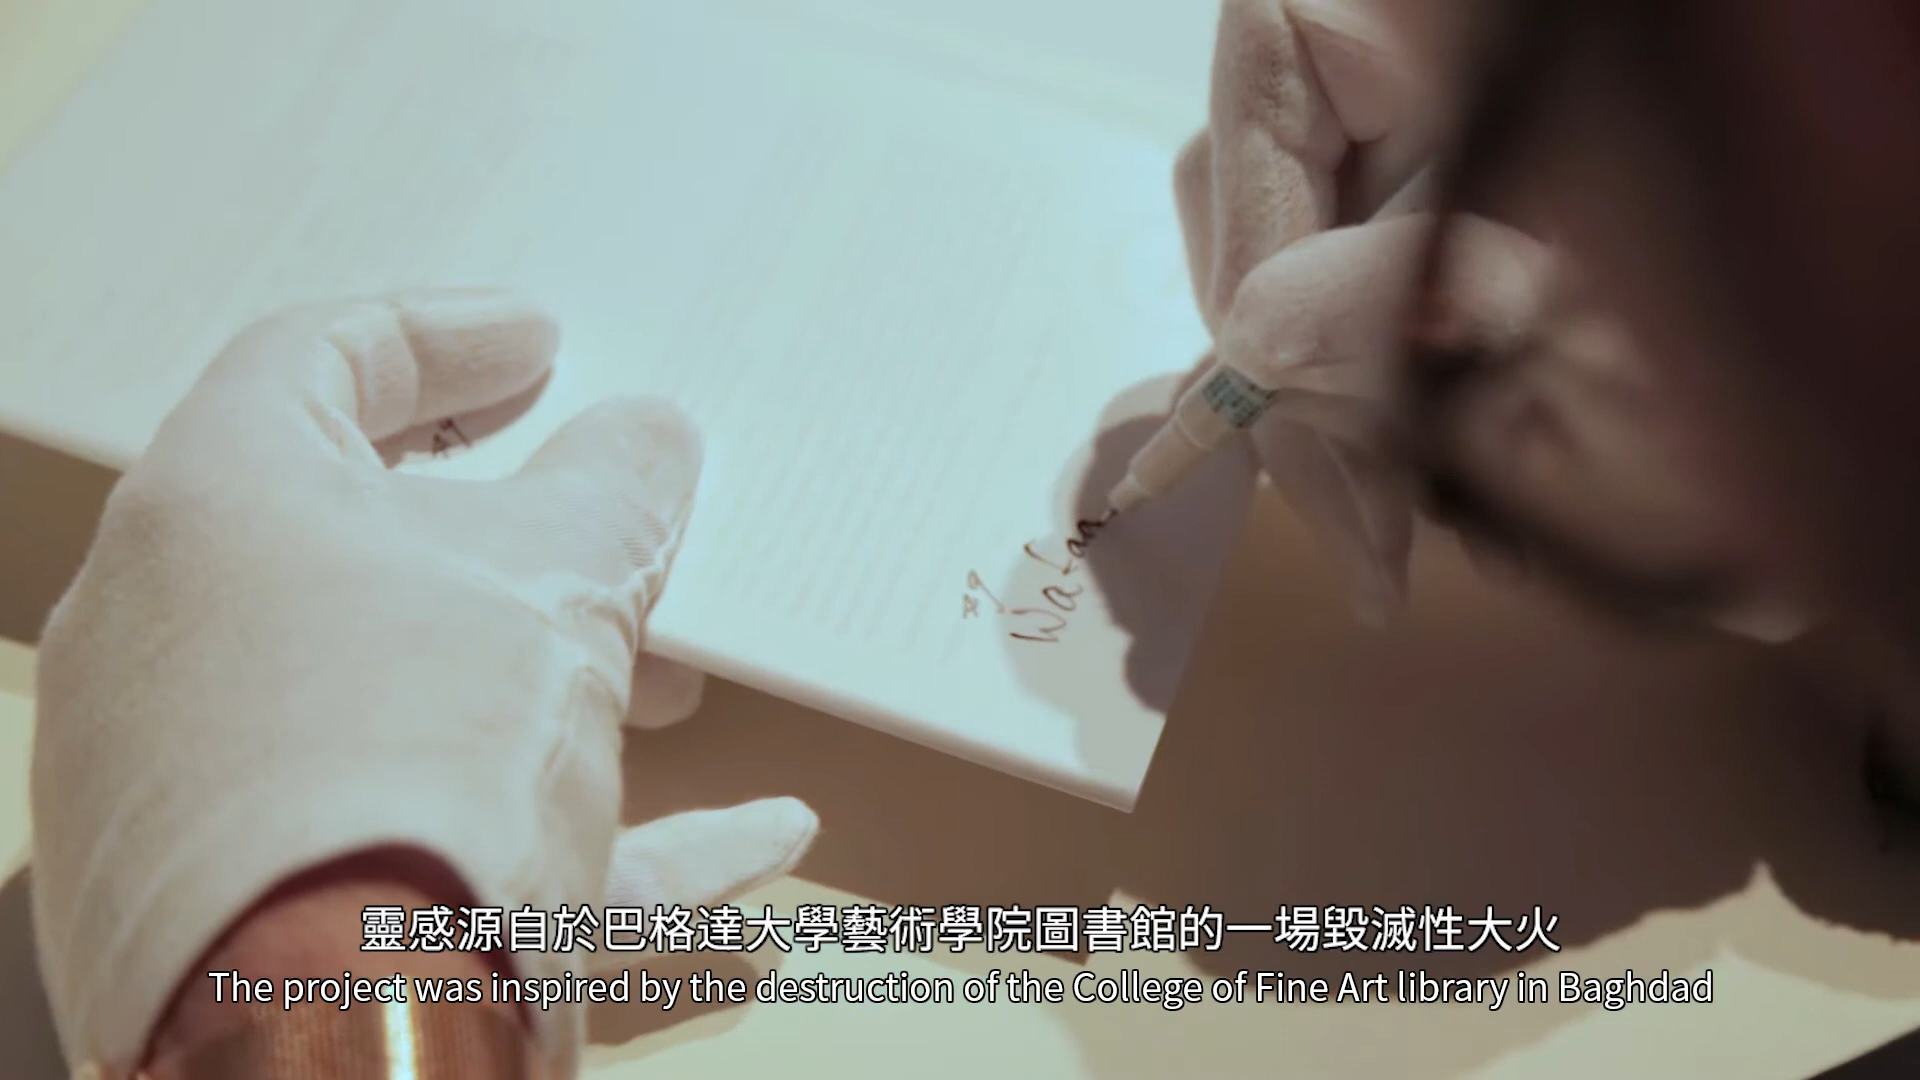 Wafaa
靈感源自於巴格達大學藝術學院圖書館的一場毀滅性大火
The project was inspired by the destruction of the College of Fine Art library in Baghdad